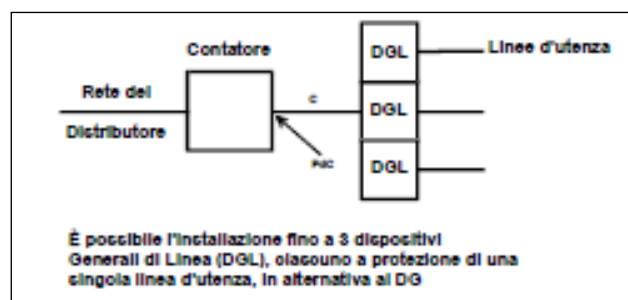 Contatore
DGL
Linee d'utenza
Rete del
Distributore
C
DGL
PdC
DGL
È possibile l'installazione fino a 3 dispositivi
Generali di Linea (DGL), ciascuno a protezione di una
singola linea d'utenza, in alternativa al DG